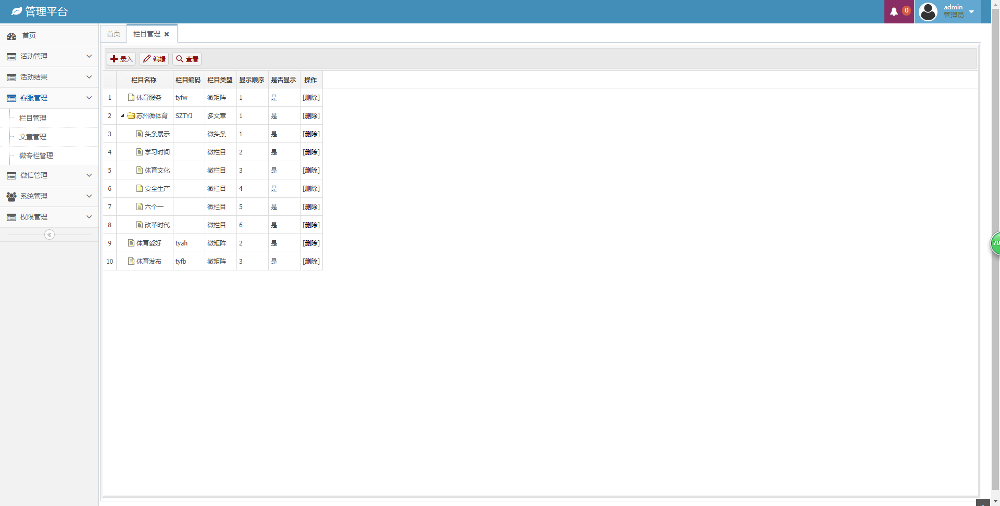 管理平台
0
admin
管理员
首页
活动管理
活动结果
客服管理
栏目管理
文章管理
微专栏管理
微信管理
系统管理
权限管理
首页 栏目管理
录入 编辑 查看
栏目名称 栏目编码 栏目类型 显示顺序 是否显示 操作
1 体育服务 tyfw 微矩阵 1 是 [删除]
2 苏州微体育 SZTYJ 多文章 1 是 [删除]
3 头条展示 微头条 1 是 [删除]
4 学习时间 微栏目 2 是 [删除]
5 体育文化 微栏目 3 是 [删除]
6 安全生产 微栏目 4 是 [删除]
7 六个一 微栏目 5 是 [删除]
8 改革时代 微栏目 6 是 [删除]
9 体育爱好 tyah 微矩阵 2 是 [删除]
10 体育发布 tyfb 微矩阵 3 是 [删除]
70